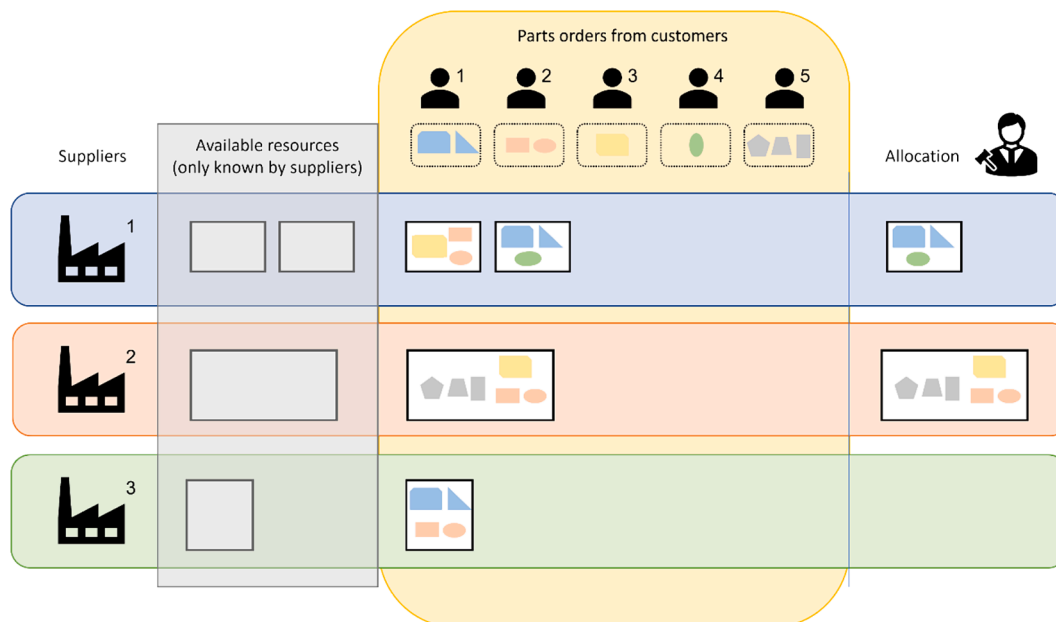 Parts orders from customers
1 2 3 4 5
Suppliers
Available resources
(only known by suppliers)
Allocation
1
2
3